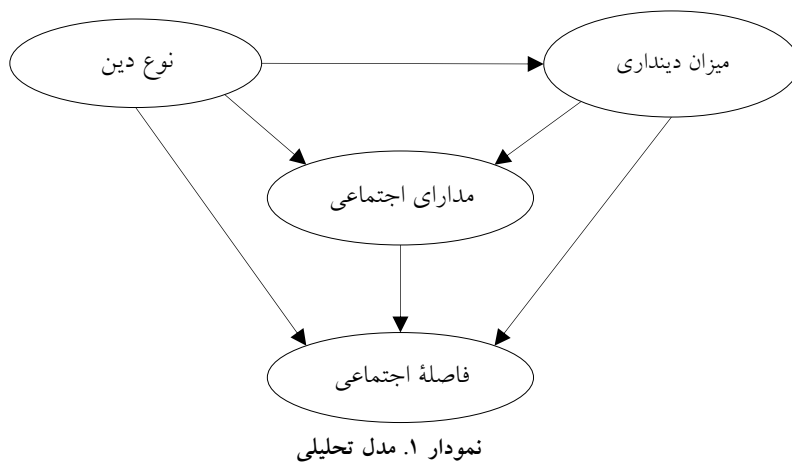 نوع دین
میزان دینداری
مدارای اجتماعی
فاصلهٔ اجتماعی
نمودار ۱. مدل تحلیلی